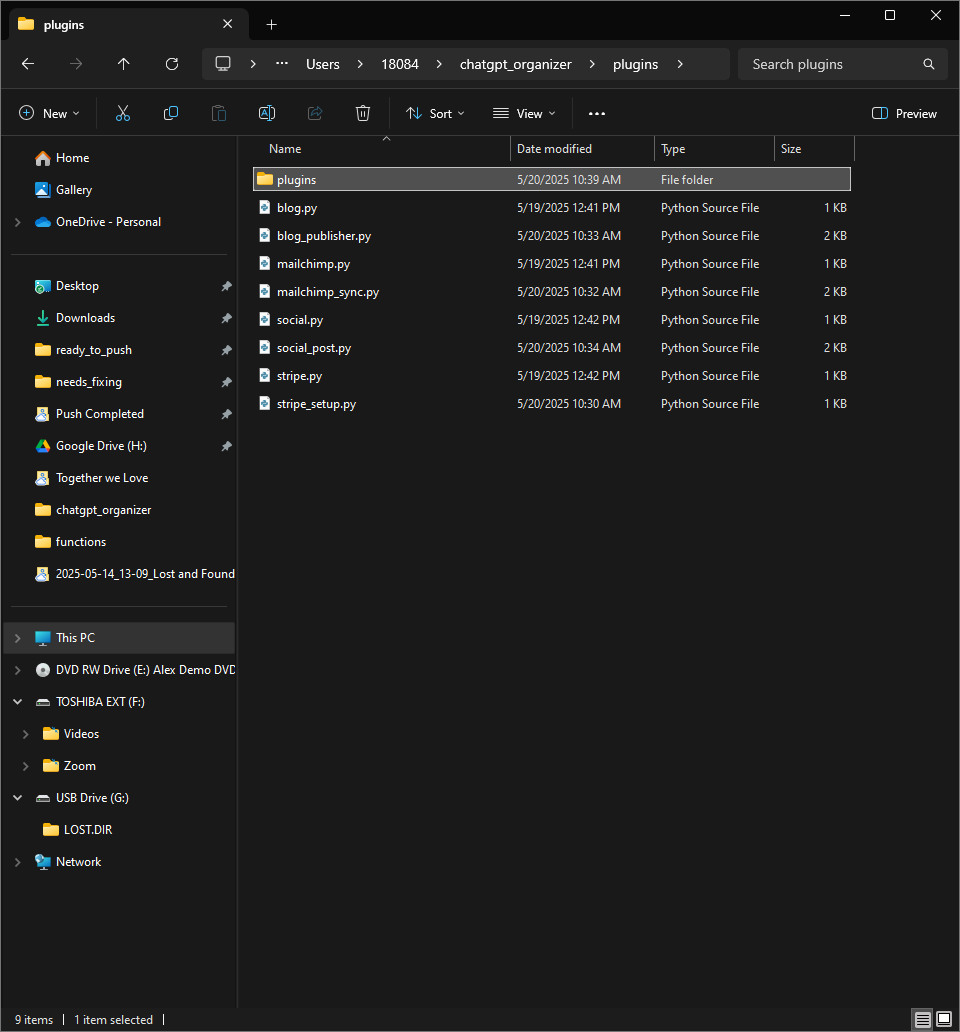 plugins
Users 18084 chatgpt_organizer plugins
Search plugins
New
Sort
View
Preview
Home
Gallery
OneDrive - Personal
Desktop
Downloads
ready_to_push
needs_fixing
Push Completed
Google Drive (H:)
Together we Love
chatgpt_organizer
functions
2025-05-14_13-09_Lost and Found
This PC
DVD RW Drive (E:) Alex Demo DVD
TOSHIBA EXT (F:)
Videos
Zoom
USB Drive (G:)
LOST.DIR
Network
Name Date modified Type Size
plugins 5/20/2025 10:39 AM File folder
blog.py 5/19/2025 12:41 PM Python Source File 1 KB
blog_publisher.py 5/20/2025 10:33 AM Python Source File 2 KB
mailchimp.py 5/19/2025 12:41 PM Python Source File 1 KB
mailchimp_sync.py 5/20/2025 10:32 AM Python Source File 2 KB
social.py 5/19/2025 12:42 PM Python Source File 1 KB
social_post.py 5/20/2025 10:34 AM Python Source File 2 KB
stripe.py 5/19/2025 12:42 PM Python Source File 1 KB
stripe_setup.py 5/20/2025 10:30 AM Python Source File 1 KB
9 items 1 item selected